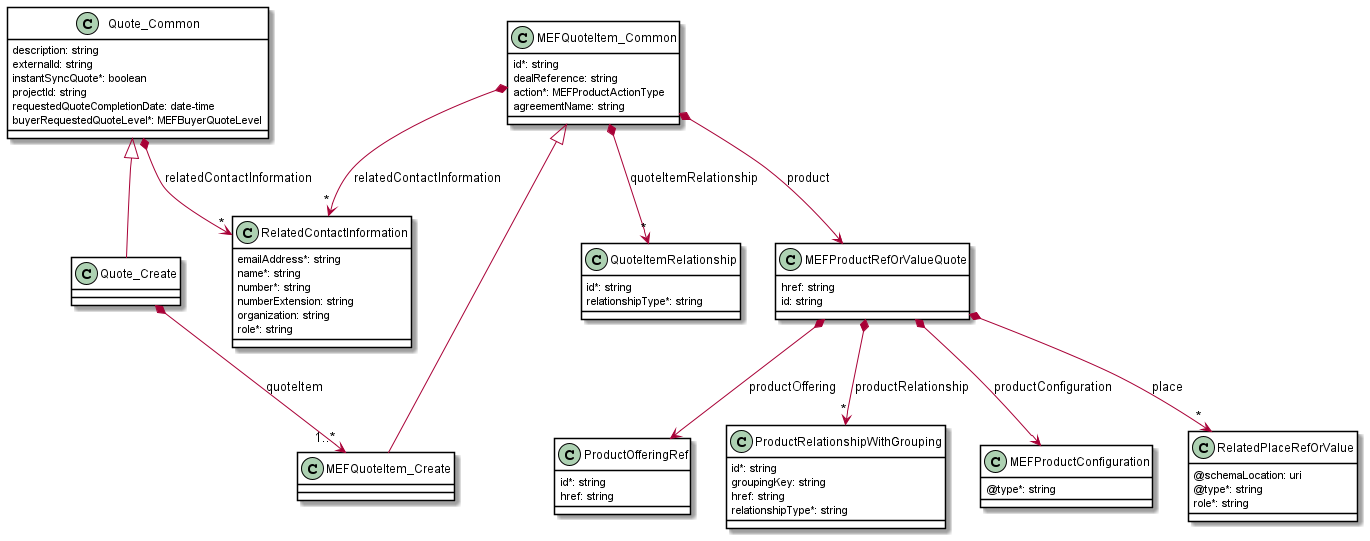 C Quote_Common
description: string
externalId: string
instantSyncQuote*: boolean
projectId: string
requestedQuoteCompletionDate: date-time
buyerRequestedQuoteLevel*: MEFBuyerQuoteLevel
C MEFQuoteItem_Common
id*: string
dealReference: string
action*: MEFProductActionType
agreementName: string
relatedContactInformation
*
relatedContactInformation
*
quoteItemRelationship
*
product
C Quote_Create
C RelatedContactInformation
emailAddress*: string
name*: string
number*: string
numberExtension: string
organization: string
role*: string
C QuoteItemRelationship
id*: string
relationshipType*: string
C MEFProductRefOrValueQuote
href: string
id: string
quoteItem
1..*
productOffering
productRelationship
*
productConfiguration
place
*
C MEFQuoteItem_Create
C ProductOfferingRef
id*: string
href: string
C ProductRelationshipWithGrouping
id*: string
groupingKey: string
href: string
relationshipType*: string
C MEFProductConfiguration
@type*: string
C RelatedPlaceRefOrValue
@schemaLocation: uri
@type*: string
role*: string